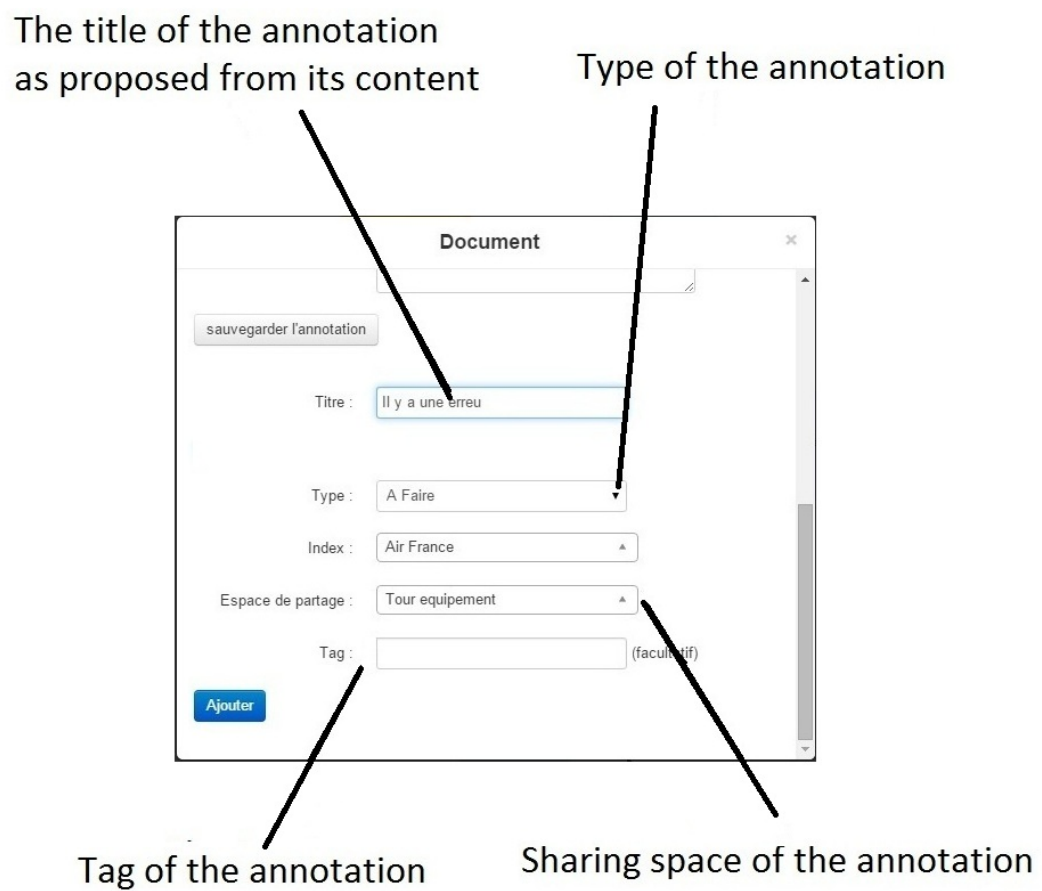 The title of the annotation
as proposed from its content
Type of the annotation
Document ×
sauvegarder l'annotation
Titre : Il y a une erreu
Type : A Faire
Index : Air France
Espace de partage : Tour equipement
Tag : (facultatif)
Ajouter
Tag of the annotation
Sharing space of the annotation